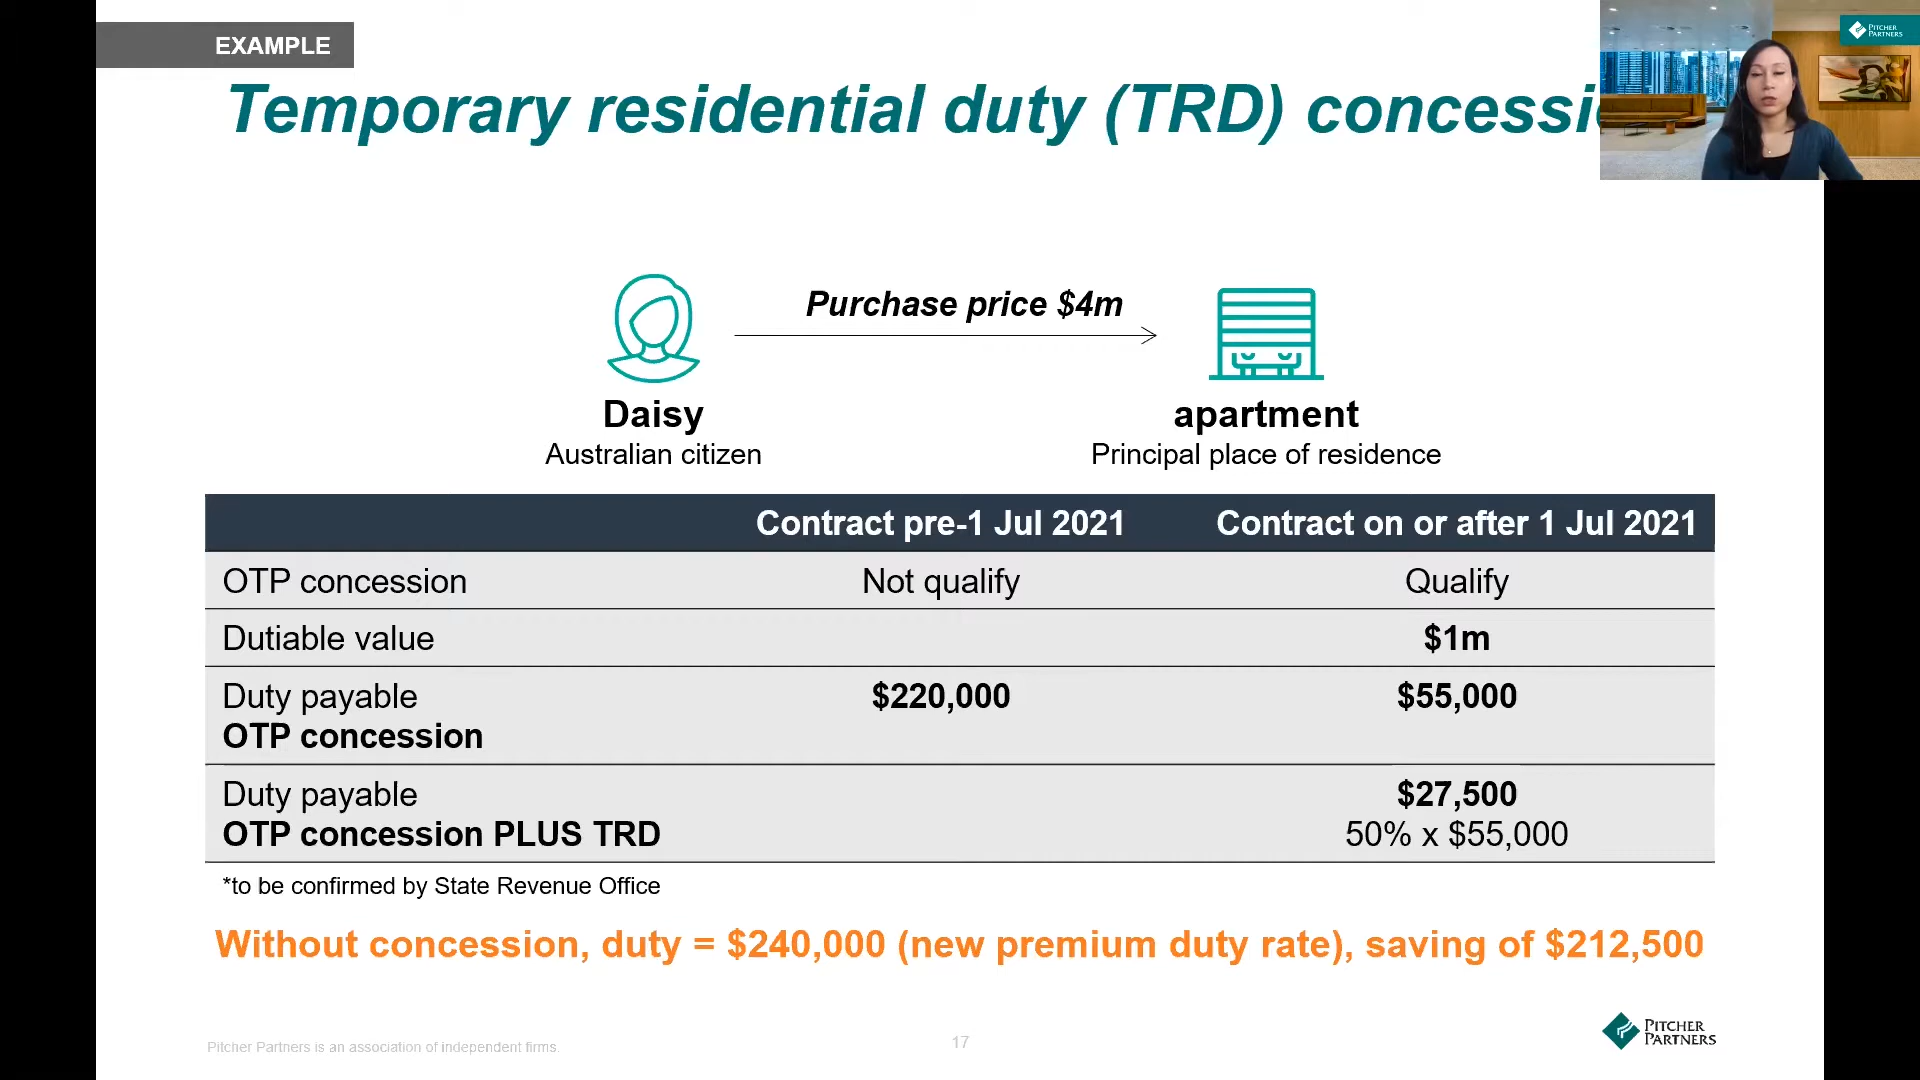 EXAMPLE
Temporary residential duty (TRD) concessi
PITCHER
PARTNERS
Purchase price $4m
Daisy
Australian citizen
apartment
Principal place of residence
Contract pre-1 Jul 2021 Contract on or after 1 Jul 2021
OTP concession Not qualify Qualify
Dutiable value $1m
Duty payable $220,000 $55,000
OTP concession
Duty payable $27,500
OTP concession PLUS TRD 50% x $55,000
*to be confirmed by State Revenue Office
Without concession, duty = $240,000 (new premium duty rate), saving of $212,500
Pitcher Partners is an association of independent firms.
17
PITCHER
PARTNERS